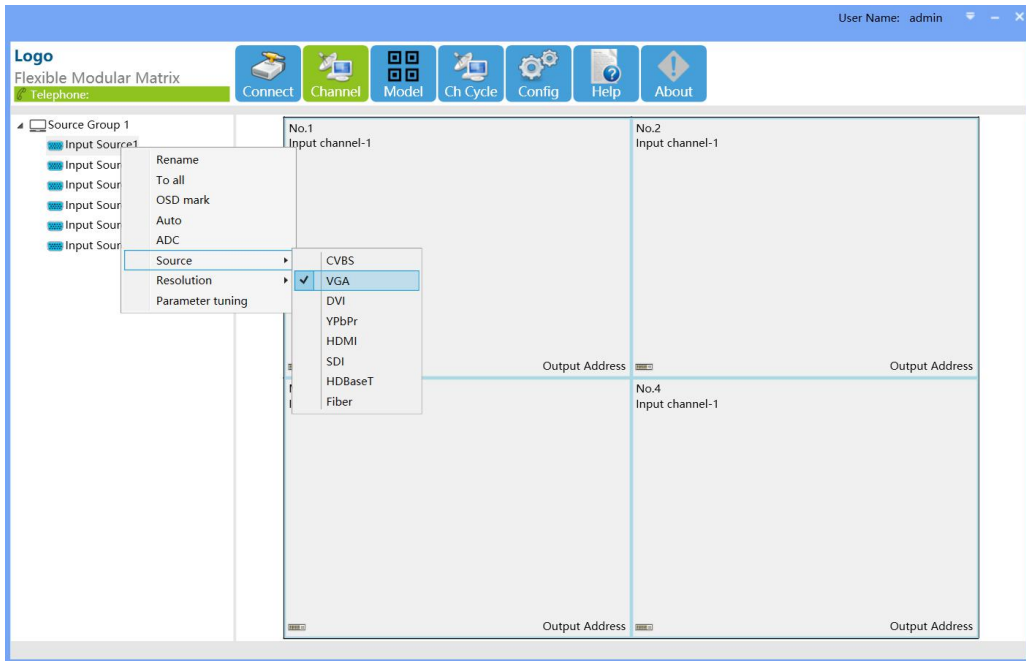 User Name: admin
Logo
Flexible Modular Matrix
Telephone:
Connect
Channel
Model
Ch Cycle
Config
Help
About
Source Group 1
Input Source1
Input Sour
Input Sour
Input Sour
Input Sour
Input Sour
Rename
To all
OSD mark
Auto
ADC
Source
Resolution
Parameter tuning
CVBS
VGA
DVI
YPbPr
HDMI
SDI
HDBaseT
Fiber
No.1
Input channel-1
Output Address
No.2
Input channel-1
Output Address
Output Address
No.4
Input channel-1
Output Address